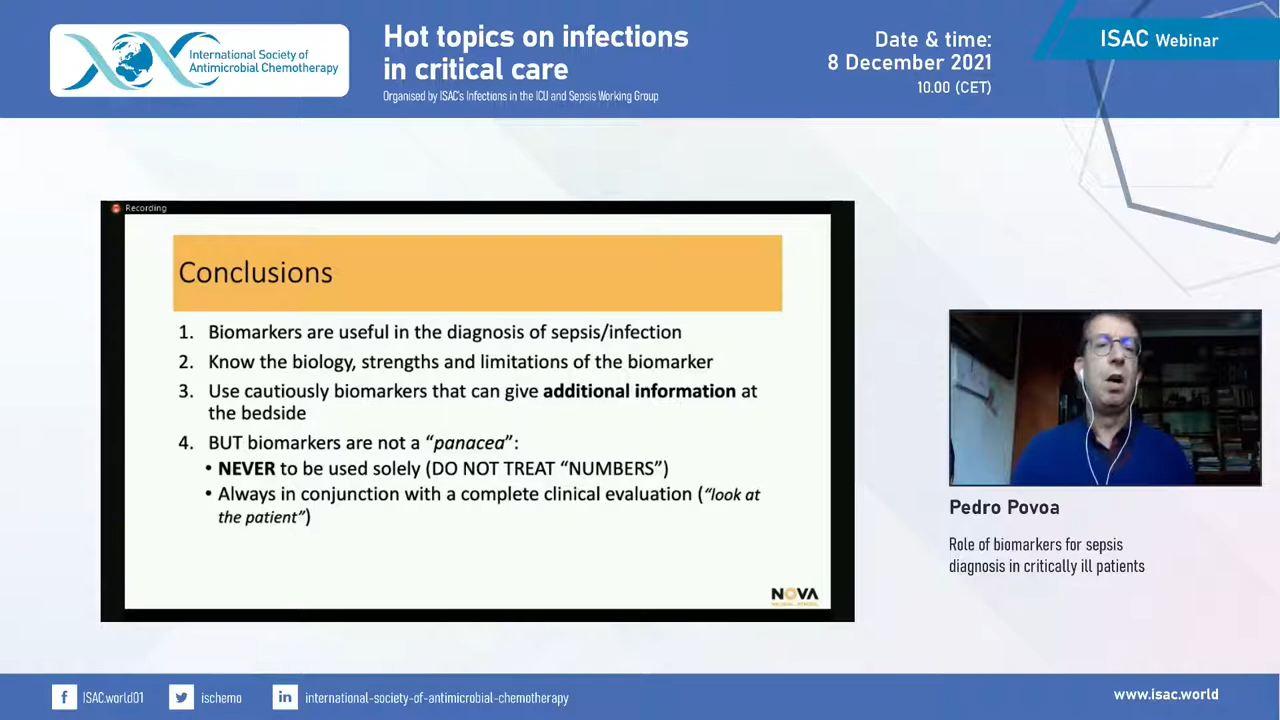 International Society of
Antimicrobial Chemotherapy
Hot topics on infections
in critical care
Organised by ISAC's Infections in the ICU and Sepsis Working Group
Date & time:
8 December 2021
10.00 (CET)
ISAC Webinar
Recording
Conclusions
1. Biomarkers are useful in the diagnosis of sepsis/infection
2. Know the biology, strengths and limitations of the biomarker
3. Use cautiously biomarkers that can give additional information at
the bedside
4. BUT biomarkers are not a “panacea”:
• NEVER to be used solely (DO NOT TREAT “NUMBERS”)
• Always in conjunction with a complete clinical evaluation (“look at
the patient”)
NOVA
Pedro Povoa
Role of biomarkers for sepsis
diagnosis in critically ill patients
ISAC.world01
ischemo
international-society-of-antimicrobial-chemotherapy
www.isac.world